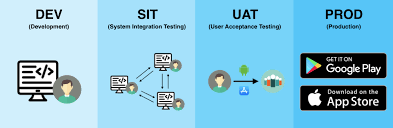 DEV
(Development)
SIT
(System Integration Testing)
UAT
(User Acceptance Testing)
PROD
(Production)
</>
GET IT ON
Google Play
Download on the
App Store